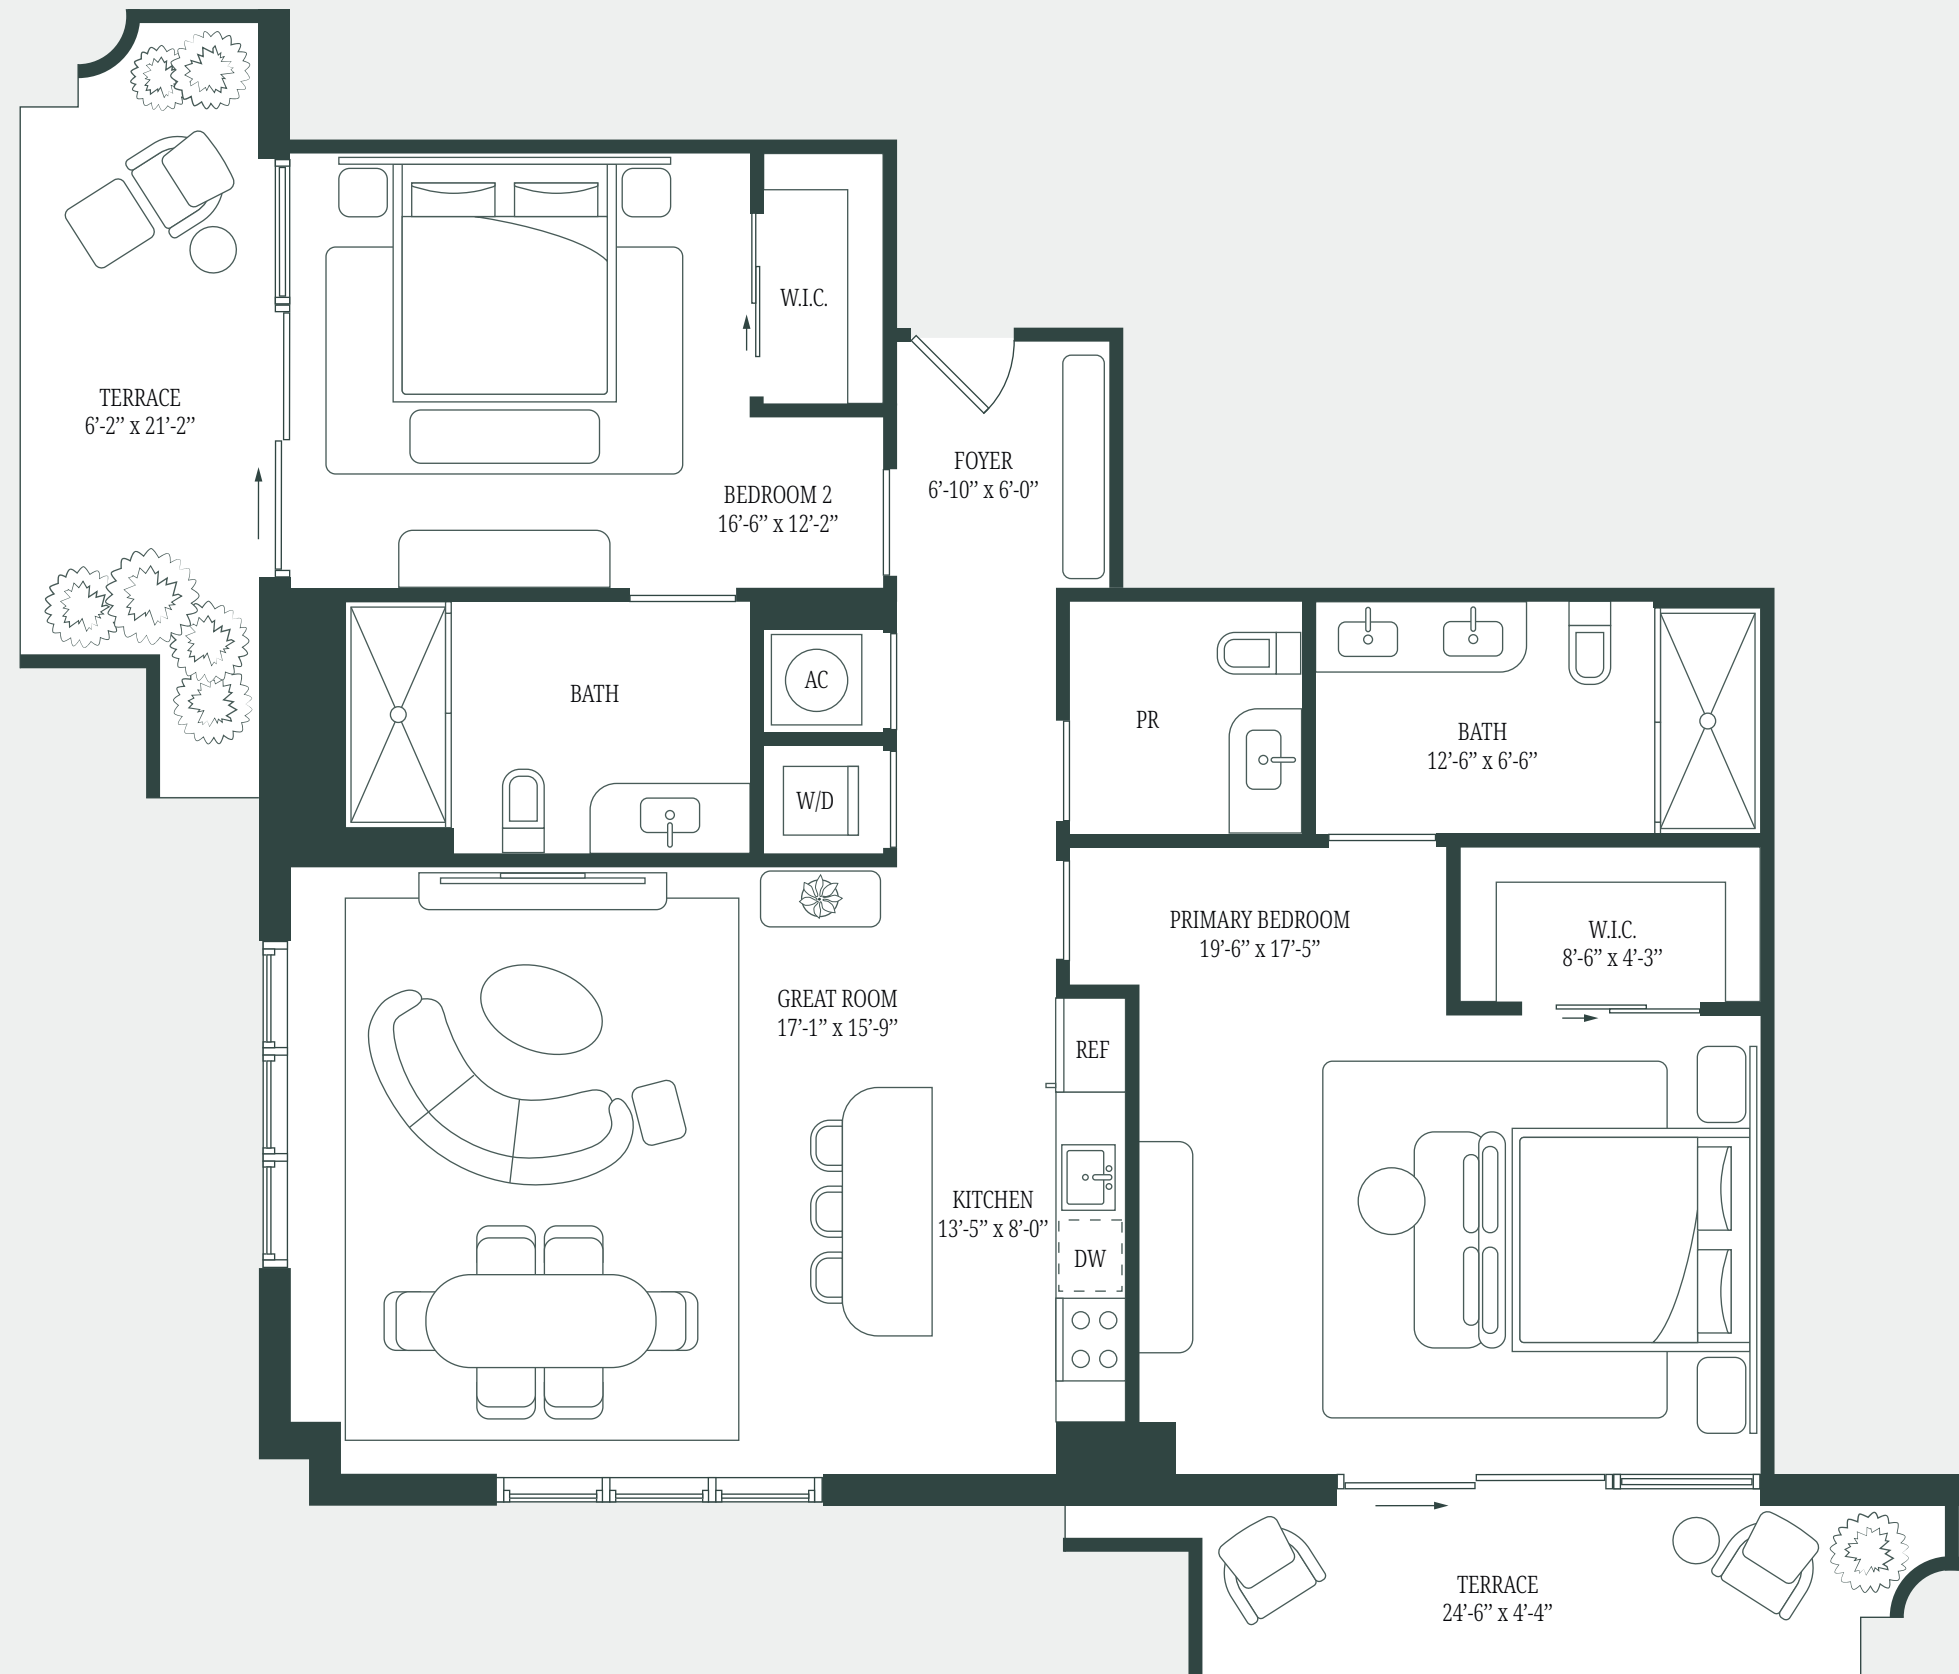 W.I.C.
TERRACE
6’-2” x 21’-2”
FOYER
6’-10” x 6’-0”
BEDROOM 2
16’-6” x 12’-2”
AC
BATH
PR
BATH
12’-6” x 6’-6”
W/D
PRIMARY BEDROOM
19’-6” x 17’-5”
W.I.C.
8’-6” x 4’-3”
GREAT ROOM
17’-1” x 15’-9”
REF
KITCHEN
13’-5” x 8’-0”
DW
TERRACE
24’-6” x 4’-4”